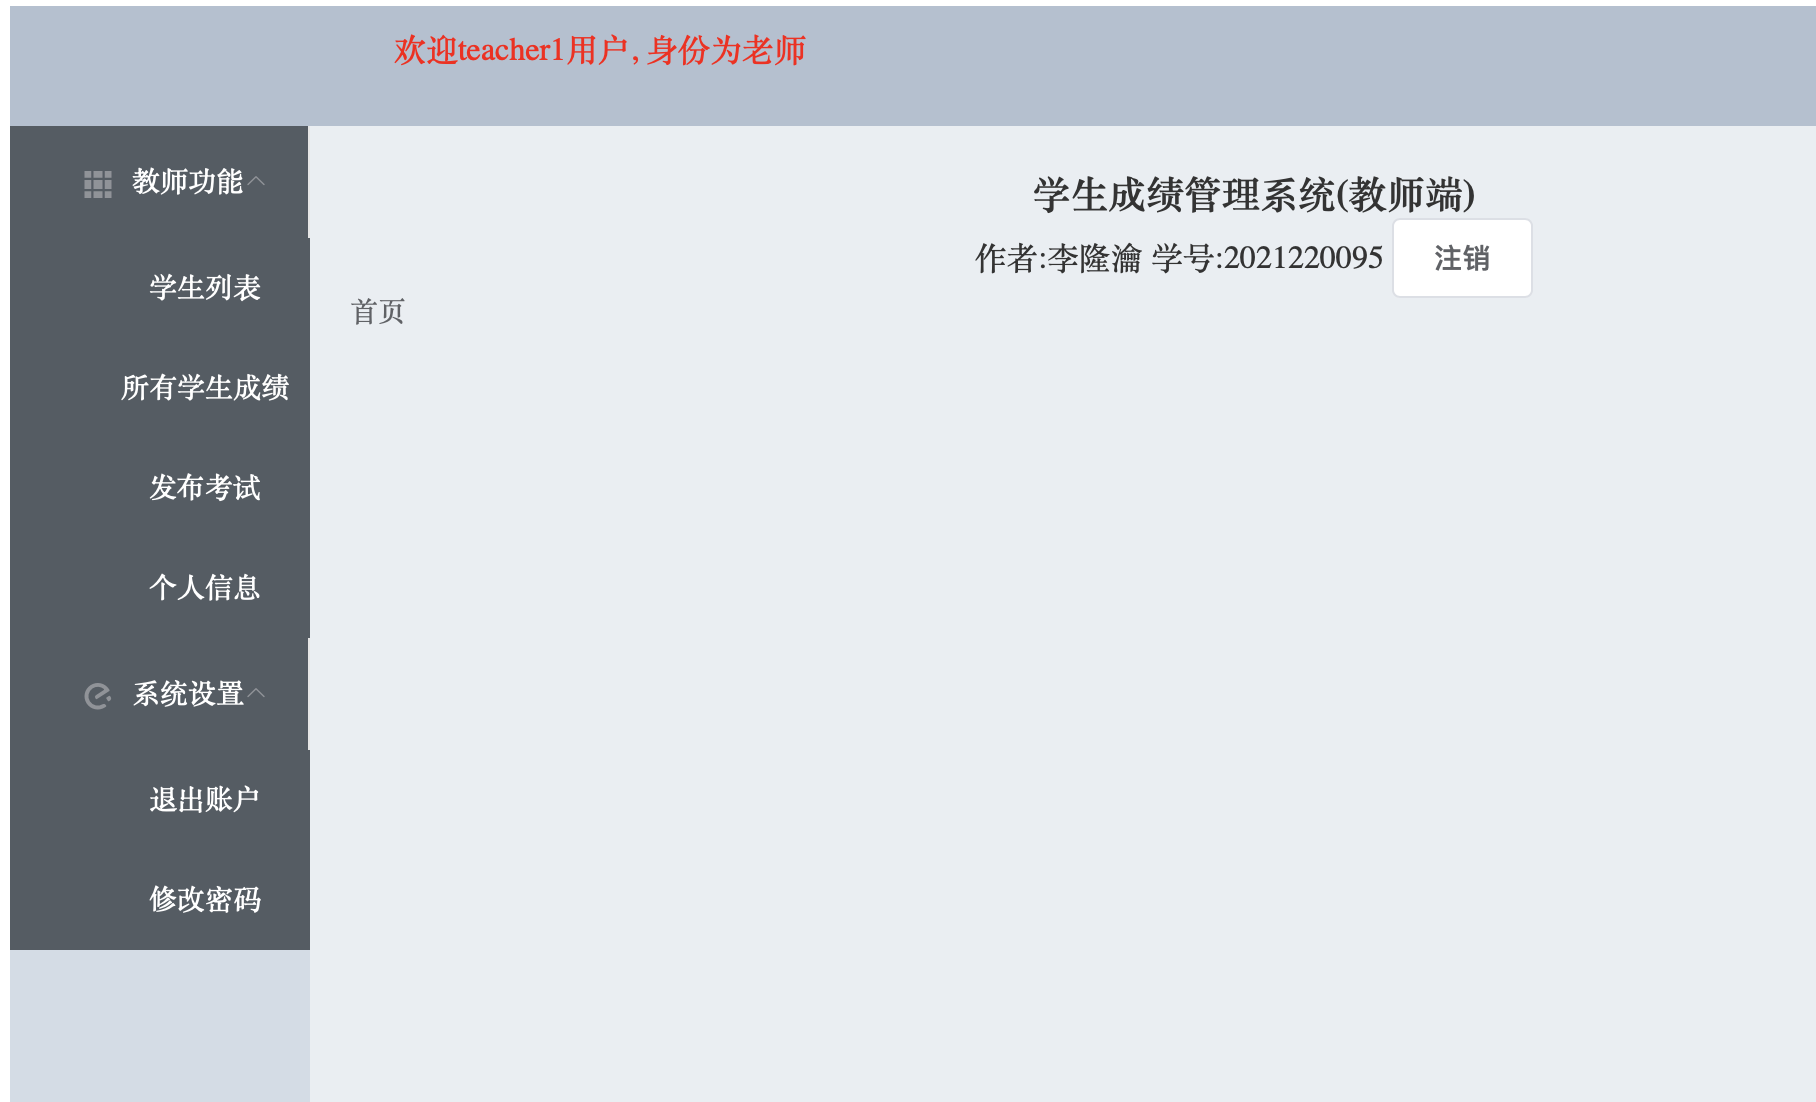 欢迎teacher1用户, 身份为老师
教师功能
学生列表
所有学生成绩
发布考试
个人信息
系统设置
退出账户
修改密码
学生成绩管理系统(教师端)
作者:李隆瀹 学号:2021220095 注销
首页